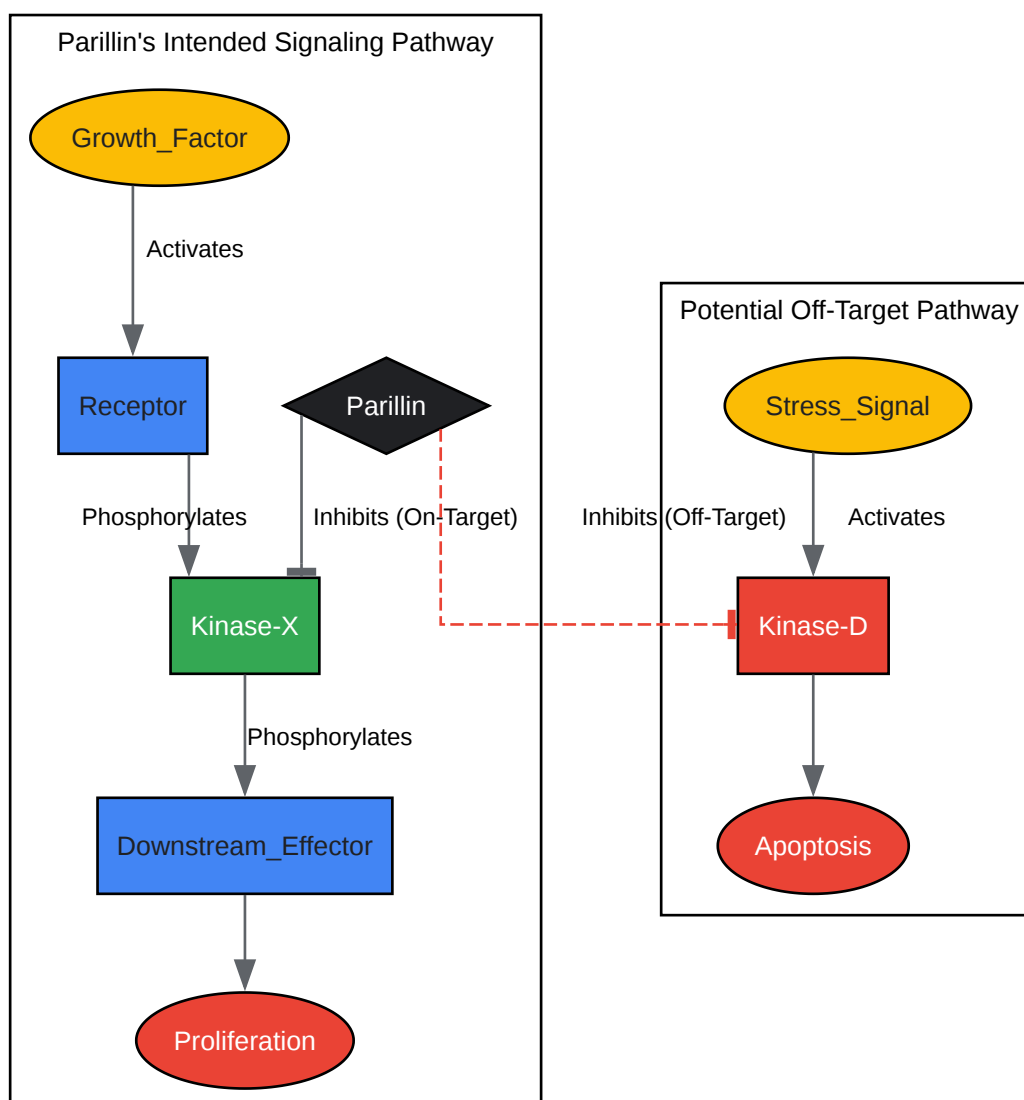 Parillin's Intended Signaling Pathway
Growth_Factor
Activates
Receptor
Parillin
Phosphorylates
Inhibits (On-Target)
Kinase-X
Phosphorylates
Downstream_Effector
Proliferation
Potential Off-Target Pathway
Stress_Signal
Inhibits (Off-Target)
Activates
Kinase-D
Apoptosis